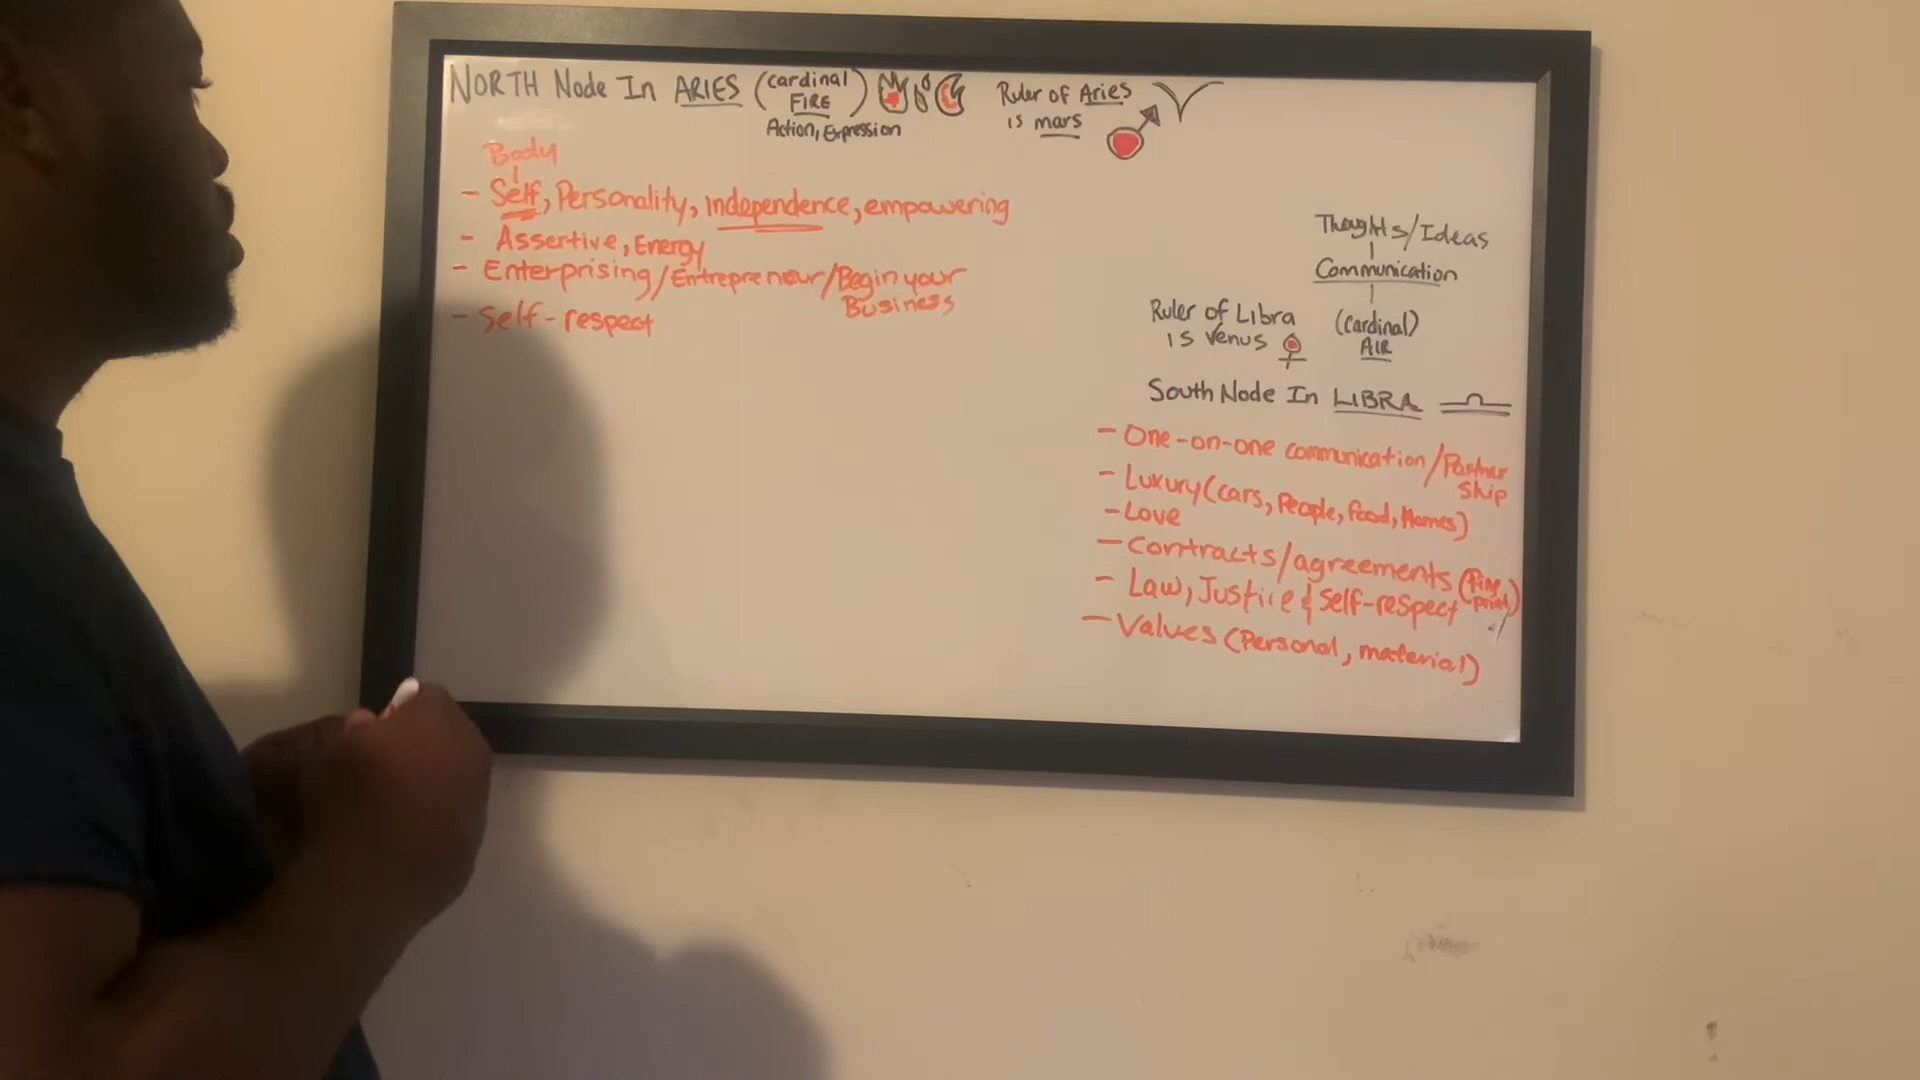 NORTH Node In ARIES (cardinal FIRE)
Action, Expression
Ruler of Aries
is mars
Body
- Self, Personality, independence, empowering
- Assertive, Energy
- Enterprising/Entrepreneur/Begin your
Business
- Self-respect
Thoughts/Ideas
Communication
(cardinal)
AIR
Ruler of Libra
is Venus
South Node In LIBRA
- One-on-one communication/Partner
Ship
- Luxury (cars, People, food, Homes)
- Love
- Contracts/agreements (fine
print)
- Law, Justice & Self-respect
- Values (Personal, material)